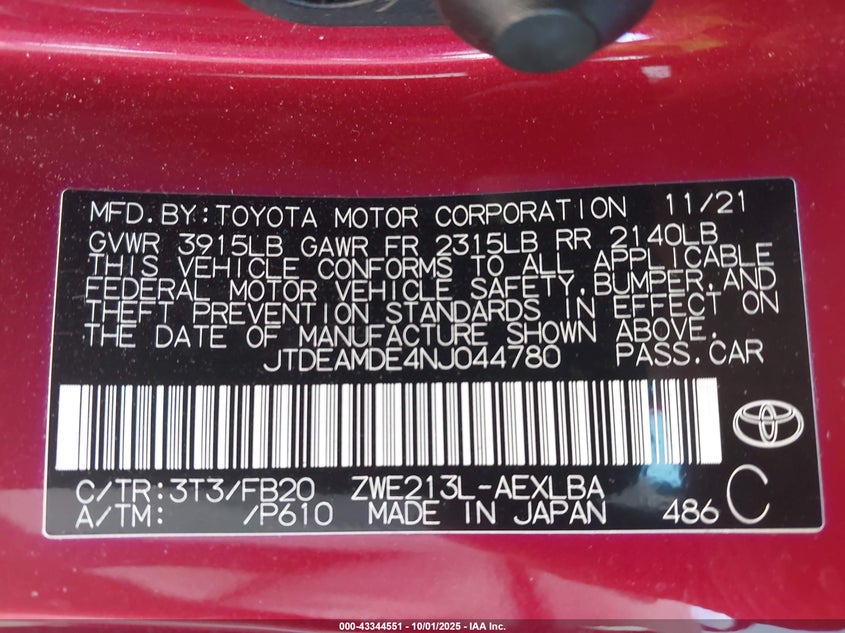 MFD.BY:TOYOTA MOTOR CORPORATION 11/21
GVWR 3915LB GAWR FR 2315LB RR 2140LB
THIS VEHICLE CONFORMS TO ALL APPLICABLE
FEDERAL MOTOR VEHICLE SAFETY,BUMPER,AND
THEFT PREVENTION STANDARDS IN EFFECT ON
THE DATE OF MANUFACTURE SHOWN ABOVE.
JTDEAMDE4NJ044780 PASS.CAR
C/TR:3T3/FB20 ZWE213L-AEXLBA
A/TM: /P610 MADE IN JAPAN 486 C
000-43344551 - 10/01/2025 - IAA Inc.